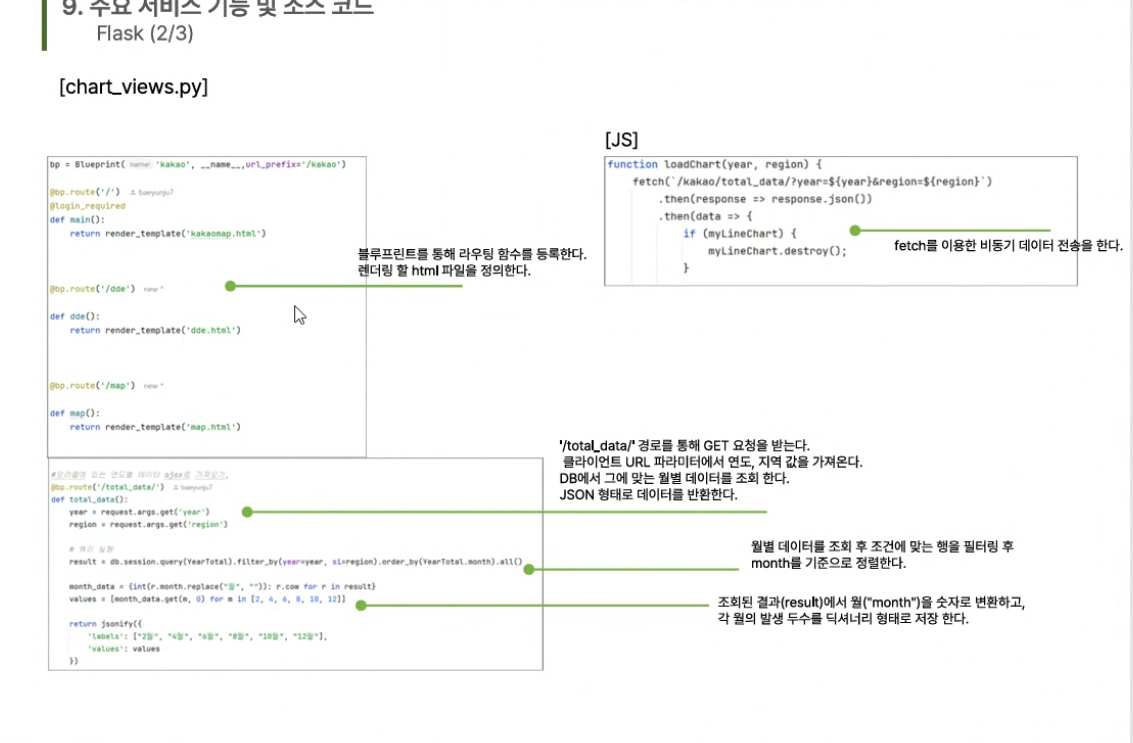 9. 주요 서비스 기능 및 소스 코드
Flask (2/3)
[chart_views.py]
bp = Blueprint( name: 'kakao', __name__,url_prefix='/kakao')
@bp.route('/') baeyunju7
@login_required
def main():
return render_template('kakaomap.html')
@bp.route('/dde') new *
def dde():
return render_template('dde.html')
@bp.route('/map') new *
def map():
return render_template('map.html')
블루프린트를 통해 라우팅 함수를 등록한다.
렌더링 할 html 파일을 정의한다.
[JS]
function loadChart(year, region) {
fetch(`/kakao/total_data/?year=${year}&region=${region}`)
.then(response => response.json())
.then(data => {
if (myLineChart) {
myLineChart.destroy();
}
fetch를 이용한 비동기 데이터 전송을 한다.
#오라클에 있는 연도별 데이터 ajax로 가져오기.
@bp.route('/total_data/') baeyunju7
def total_data():
year = request.args.get('year')
region = request.args.get('region')
# 쿼리 실행
result = db.session.query(YearTotal).filter_by(year=year, si=region).order_by(YearTotal.month).all()
month_data = {int(r.month.replace("월", "")): r.cow for r in result}
values = [month_data.get(m, 0) for m in [2, 4, 6, 8, 10, 12]]
return jsonify({
'labels': ["2월", "4월", "6월", "8월", "10월", "12월"],
'values': values
})
'/total_data/' 경로를 통해 GET 요청을 받는다.
클라이언트 URL 파라미터에서 연도, 지역 값을 가져온다.
DB에서 그에 맞는 월별 데이터를 조회 한다.
JSON 형태로 데이터를 반환한다.
월별 데이터를 조회 후 조건에 맞는 행을 필터링 후
month를 기준으로 정렬한다.
조회된 결과(result)에서 월("month")을 숫자로 변환하고,
각 월의 발생 두수를 딕셔너리 형태로 저장 한다.